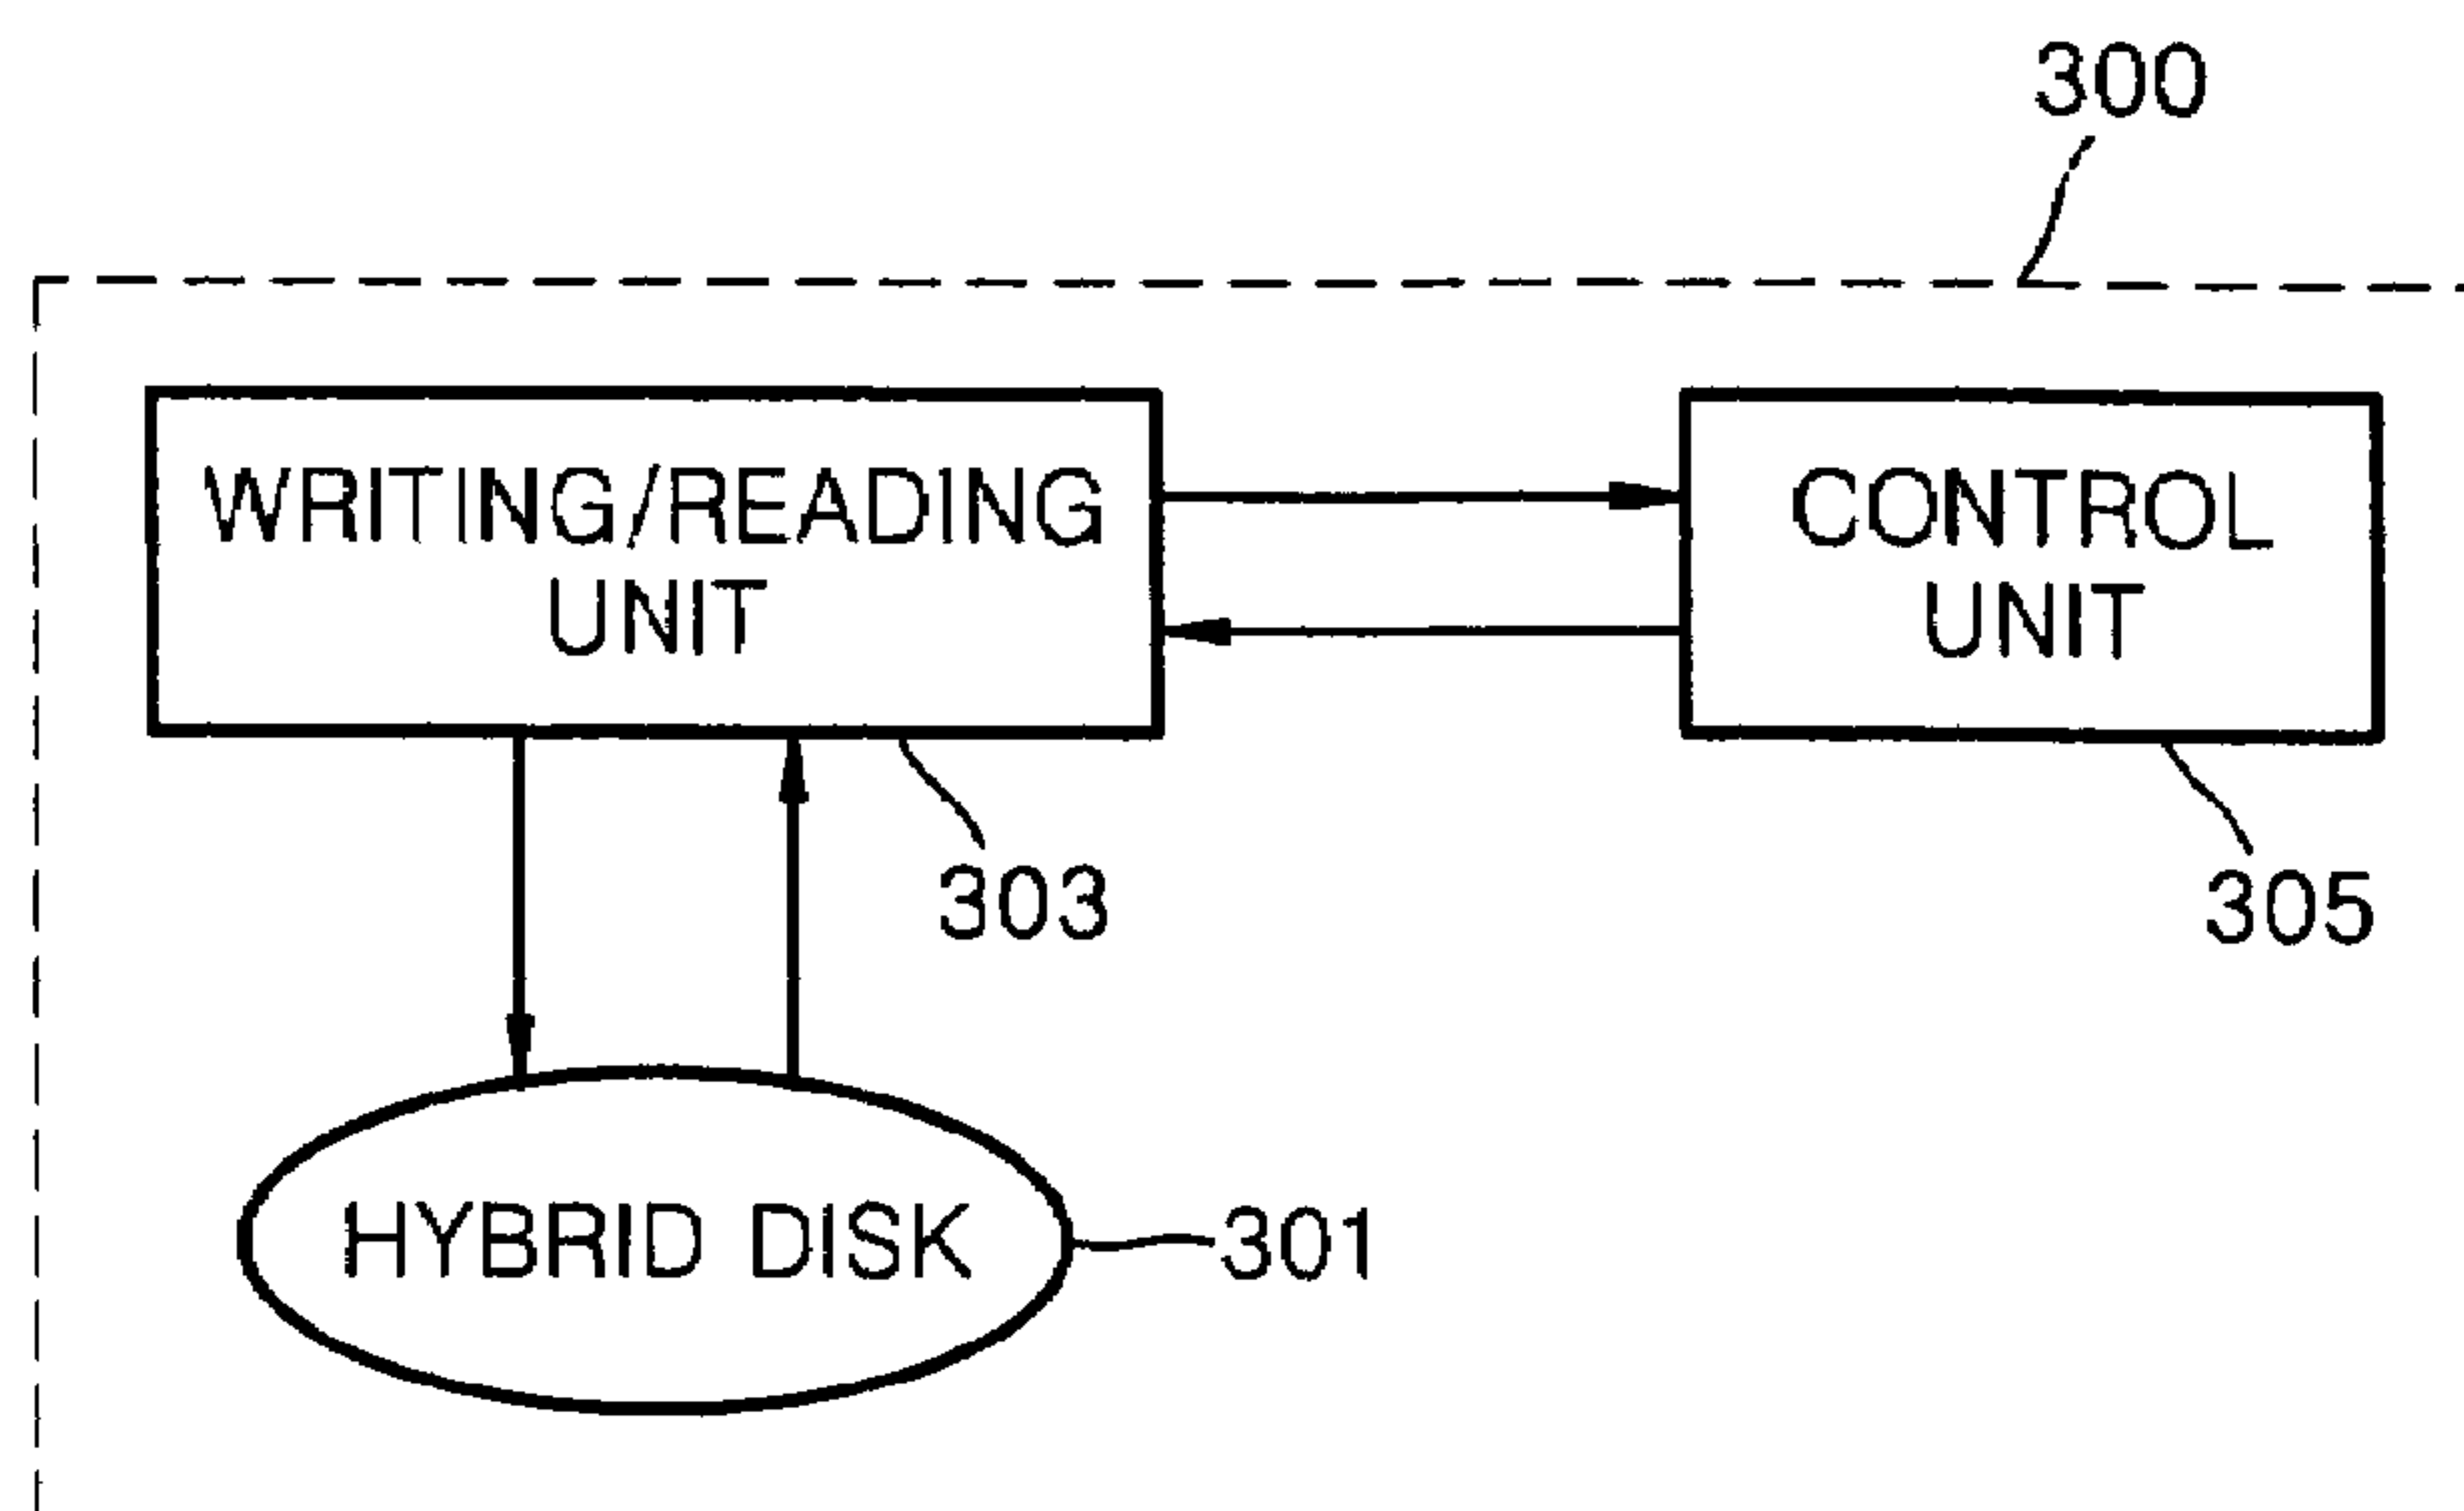 300
WRITING/READING
UNIT
CONTROL
UNIT
303
305
HYBRID DISK
301